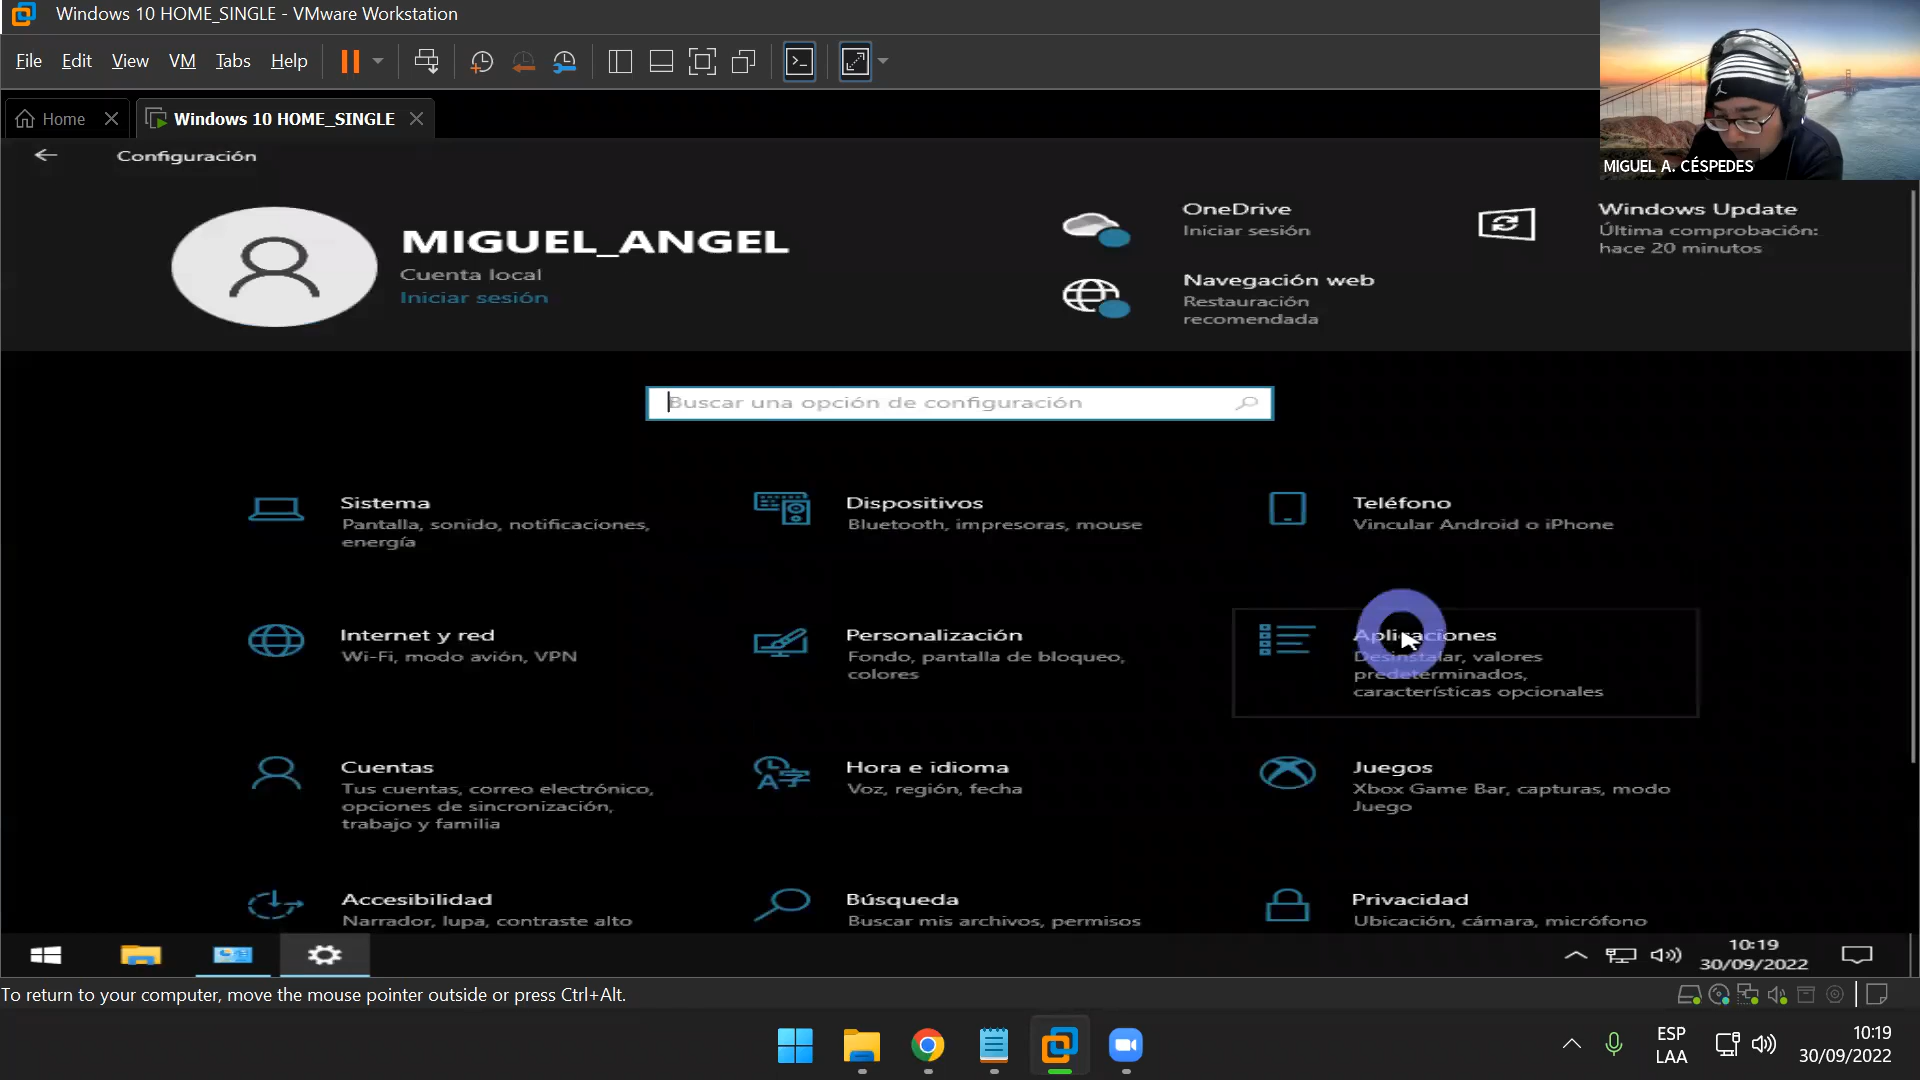 Windows 10 HOME_SINGLE - VMware Workstation
File Edit View VM Tabs Help
Home
Windows 10 HOME_SINGLE
MIGUEL A. CÉSPEDES
Configuración
MIGUEL_ANGEL
Cuenta local
Iniciar sesión
OneDrive
Iniciar sesión
Navegación web
Restauración
recomendada
Windows Update
Última comprobación:
hace 20 minutos
Buscar una opción de configuración
Sistema
Pantalla, sonido, notificaciones,
energía
Dispositivos
Bluetooth, impresoras, mouse
Teléfono
Vincular Android o iPhone
Internet y red
Wi-Fi, modo avión, VPN
Personalización
Fondo, pantalla de bloqueo,
colores
Aplicaciones
Desinstalar, valores
predeterminados,
características opcionales
Cuentas
Tus cuentas, correo electrónico,
opciones de sincronización,
trabajo y familia
Hora e idioma
Voz, región, fecha
Juegos
Xbox Game Bar, capturas, modo
Juego
Accesibilidad
Narrador, lupa, contraste alto
Búsqueda
Buscar mis archivos, permisos
Privacidad
Ubicación, cámara, micrófono
10:19
30/09/2022
To return to your computer, move the mouse pointer outside or press Ctrl+Alt.
ESP
LAA
10:19
30/09/2022